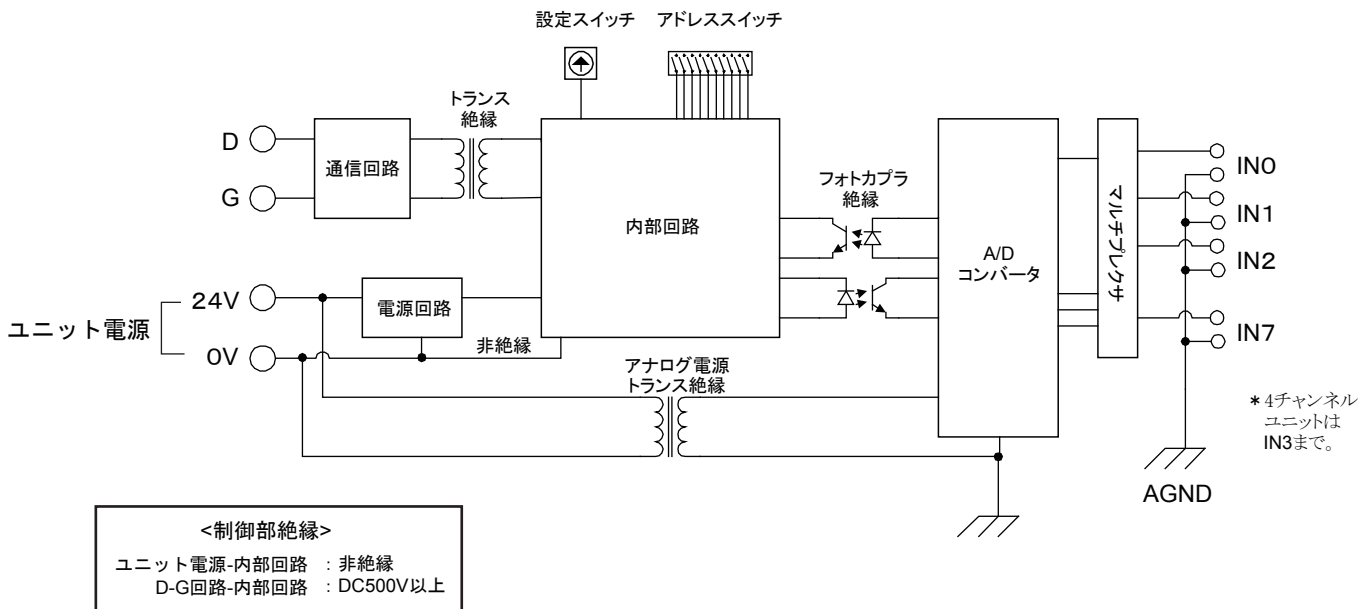 設定スイッチ
アドレススイッチ
トランス
絶縁
D
通信回路
G
内部回路
フォトカプラ
絶縁
A/D
コンバータ
マルチプレクサ
IN0
IN1
IN2
IN7
ユニット電源
24V
電源回路
0V
非絶縁
アナログ電源
トランス絶縁
*4チャンネル
ユニットは
IN3まで。
AGND
<制御部絶縁>
ユニット電源-内部回路 : 非絶縁
D-G回路-内部回路 : DC500V以上